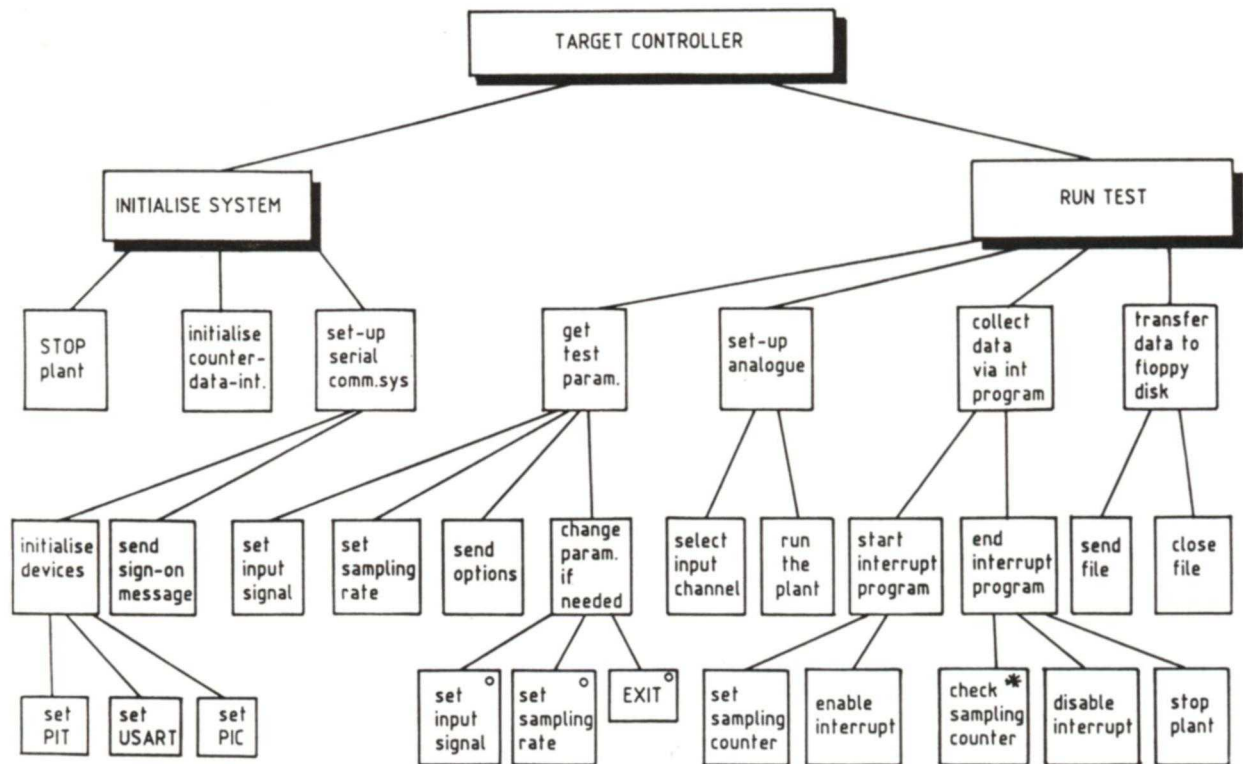 TARGET CONTROLLER
INITIALISE SYSTEM
RUN TEST
STOP
plant
initialise
counter-
data-int.
set-up
serial
comm.sys
get
test
param.
set-up
analogue
collect
data
via int
program
transfer
data to
floppy
disk
initialise
devices
send
sign-on
message
set
input
signal
set
sampling
rate
send
options
change
param.
if
needed
select
input
channel
run
the
plant
start
interrupt
program
end
interrupt
program
send
file
close
file
set
PIT
set
USART
set
PIC
set
input
signal
set
sampling
rate
EXIT
set
sampling
counter
enable
interrupt
check *
sampling
counter
disable
interrupt
stop
plant